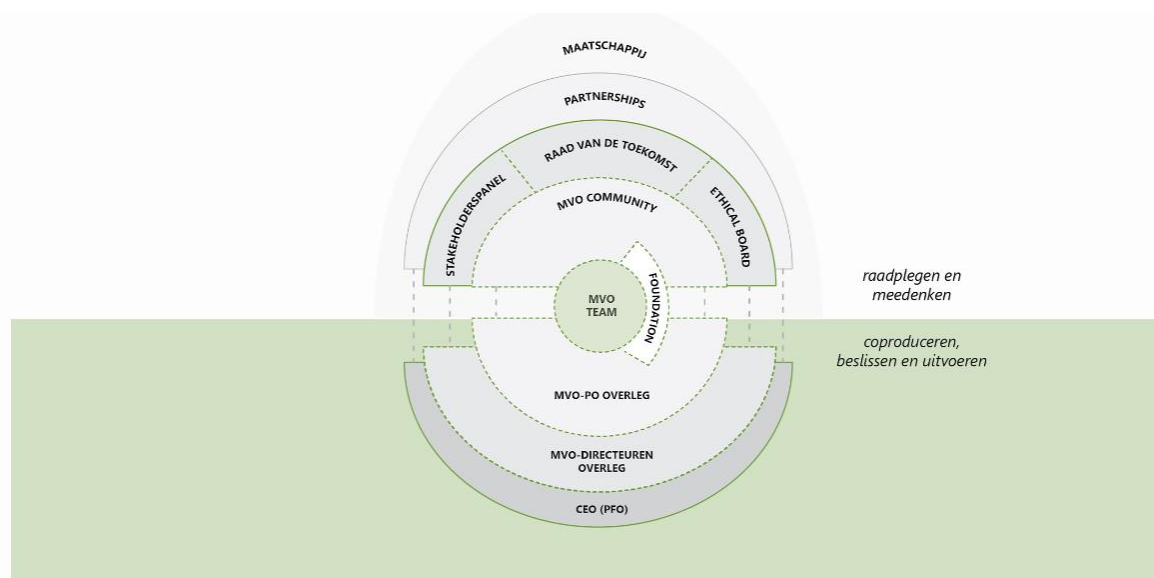 MAATSCHAPPIJ
PARTNERSHIPS
RAAD VAN DE TOEKOMST
STAKEHOLDERSPANEL
ETHICAL BOARD
MVO COMMUNITY
FOUNDATION
MVO
TEAM
raadplegen en
meedenken
coproduceren,
beslissen en uitvoeren
MVO-PO OVERLEG
MVO-DIRECTEUREN
OVERLEG
CEO (PFO)